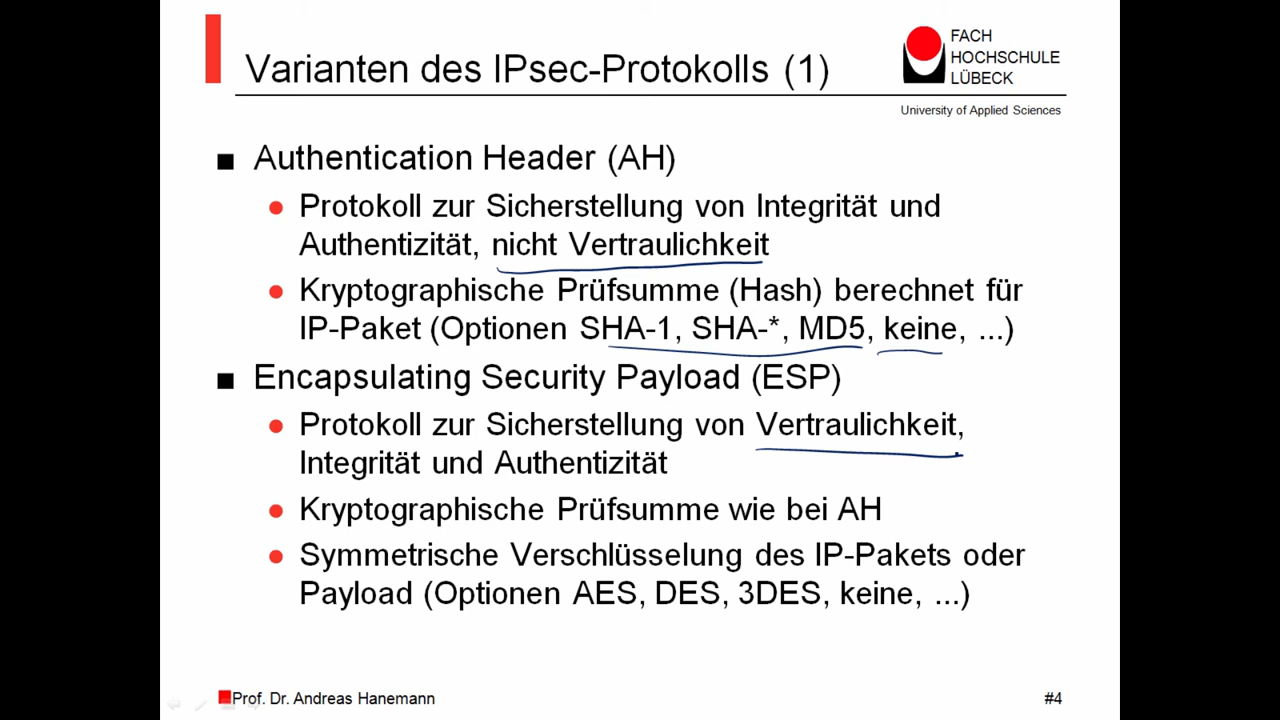 Varianten des IPsec-Protokolls (1)
FACH
HOCHSCHULE
LÜBECK
University of Applied Sciences
■ Authentication Header (AH)
● Protokoll zur Sicherstellung von Integrität und
Authentizität, nicht Vertraulichkeit
● Kryptographische Prüfsumme (Hash) berechnet für
IP-Paket (Optionen SHA-1, SHA-*, MD5, keine, ...)
■ Encapsulating Security Payload (ESP)
● Protokoll zur Sicherstellung von Vertraulichkeit,
Integrität und Authentizität
● Kryptographische Prüfsumme wie bei AH
● Symmetrische Verschlüsselung des IP-Pakets oder
Payload (Optionen AES, DES, 3DES, keine, ...)
Prof. Dr. Andreas Hanemann
#4